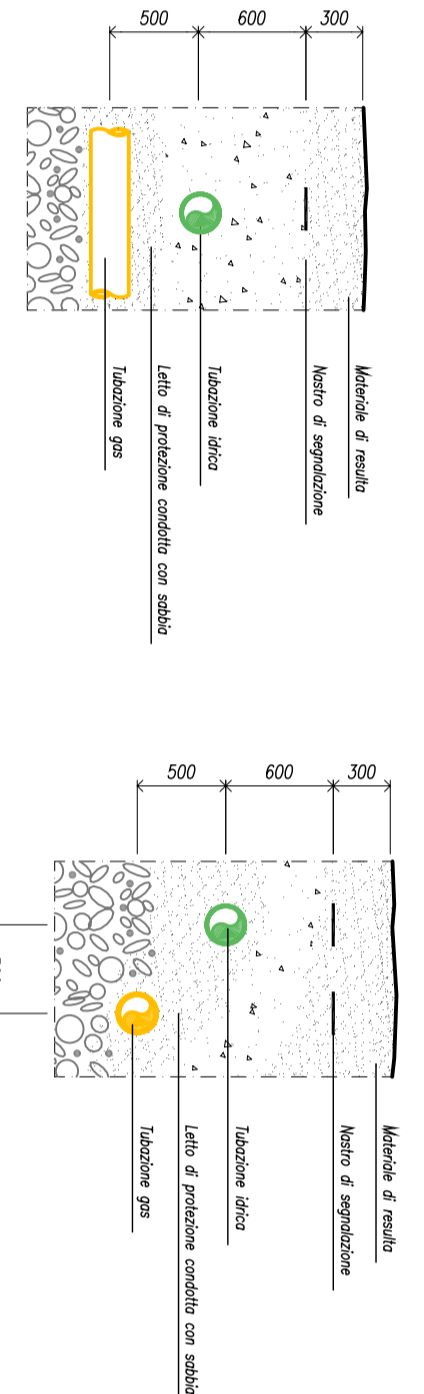 500
600
300
Materiale di resulta
Nastro di segnalazione
Tubazione idrica
Letto di protezione condotta con sabbia
Tubazione gas
500
600
300
Materiale di resulta
Nastro di segnalazione
Tubazione idrica
Letto di protezione condotta con sabbia
Tubazione gas